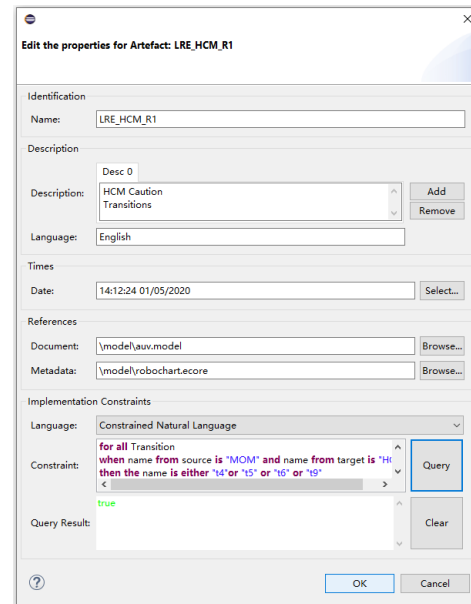 Edit the properties for Artefact: LRE_HCM_R1
Identification
Name: LRE_HCM_R1
Description
Desc 0
Description: HCM Caution Add
Transitions Remove
Language: English
Times
Date: 14:12:24 01/05/2020 Select...
References
Document: \model\auv.model Browse...
Metadata: \model\robochart.ecore Browse...
Implementation Constraints
Language: Constrained Natural Language
for all Transition
Constraint: when name from source is "MOM" and name from target is Query
then the name is either "t4"or "t5" or "t6" or "t9"
true
Query Result: Clear
OK Cancel